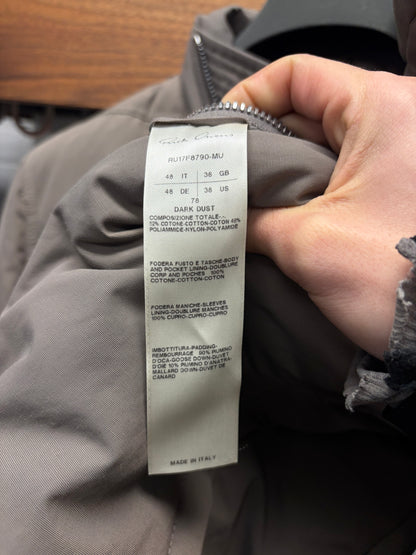 Rick Owens
RU17F8790-MU
48 IT 38 GB
48 DE 38 US
78
DARK DUST
COMPOSIZIONE TOTALE-
COTONE-COTTON-COTON 48%
POLIAMMIDE-NYLON-POLYAMIDE
FODERA FUSTO E TASCHE-BODY
AND POCKET LINING-DOUBLURE
CORP AND POCHES 100%
COTONE-COTTON-COTON
FODERA MANICHE-SLEEVES
LINING-DOUBLURE MANCHES
100% CUPRO-CUPRO-CUPRO
IMBOTTITURA-PADDING-
REMBOURRAGE 90% PIUMINO
D'OCA-GOOSE DOWN-DUVET
D'OIE 10% PIUMINO D'ANATRA-
MALLARD DOWN-DUVET DE
CANARD
MADE IN ITALY